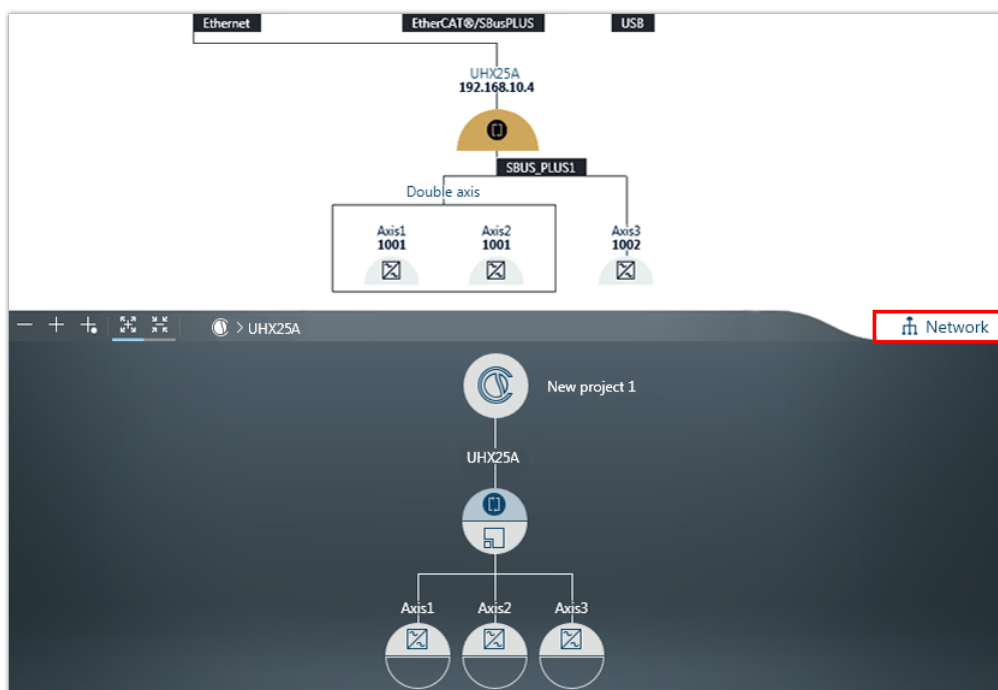 Ethernet EtherCAT®/SBusPLUS USB
UHX25A
192.168.10.4
SBUS_PLUS1
Double axis
Axis1 Axis2 Axis3
1001 1001 1002
> UHX25A Network
New project 1
UHX25A
Axis1 Axis2 Axis3